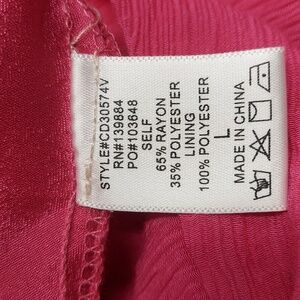 STYLE#CD30574V
RN#139884
PO#103648
SELF
65% RAYON
35% POLYESTER
LINING
100% POLYESTER
L
MADE IN CHINA